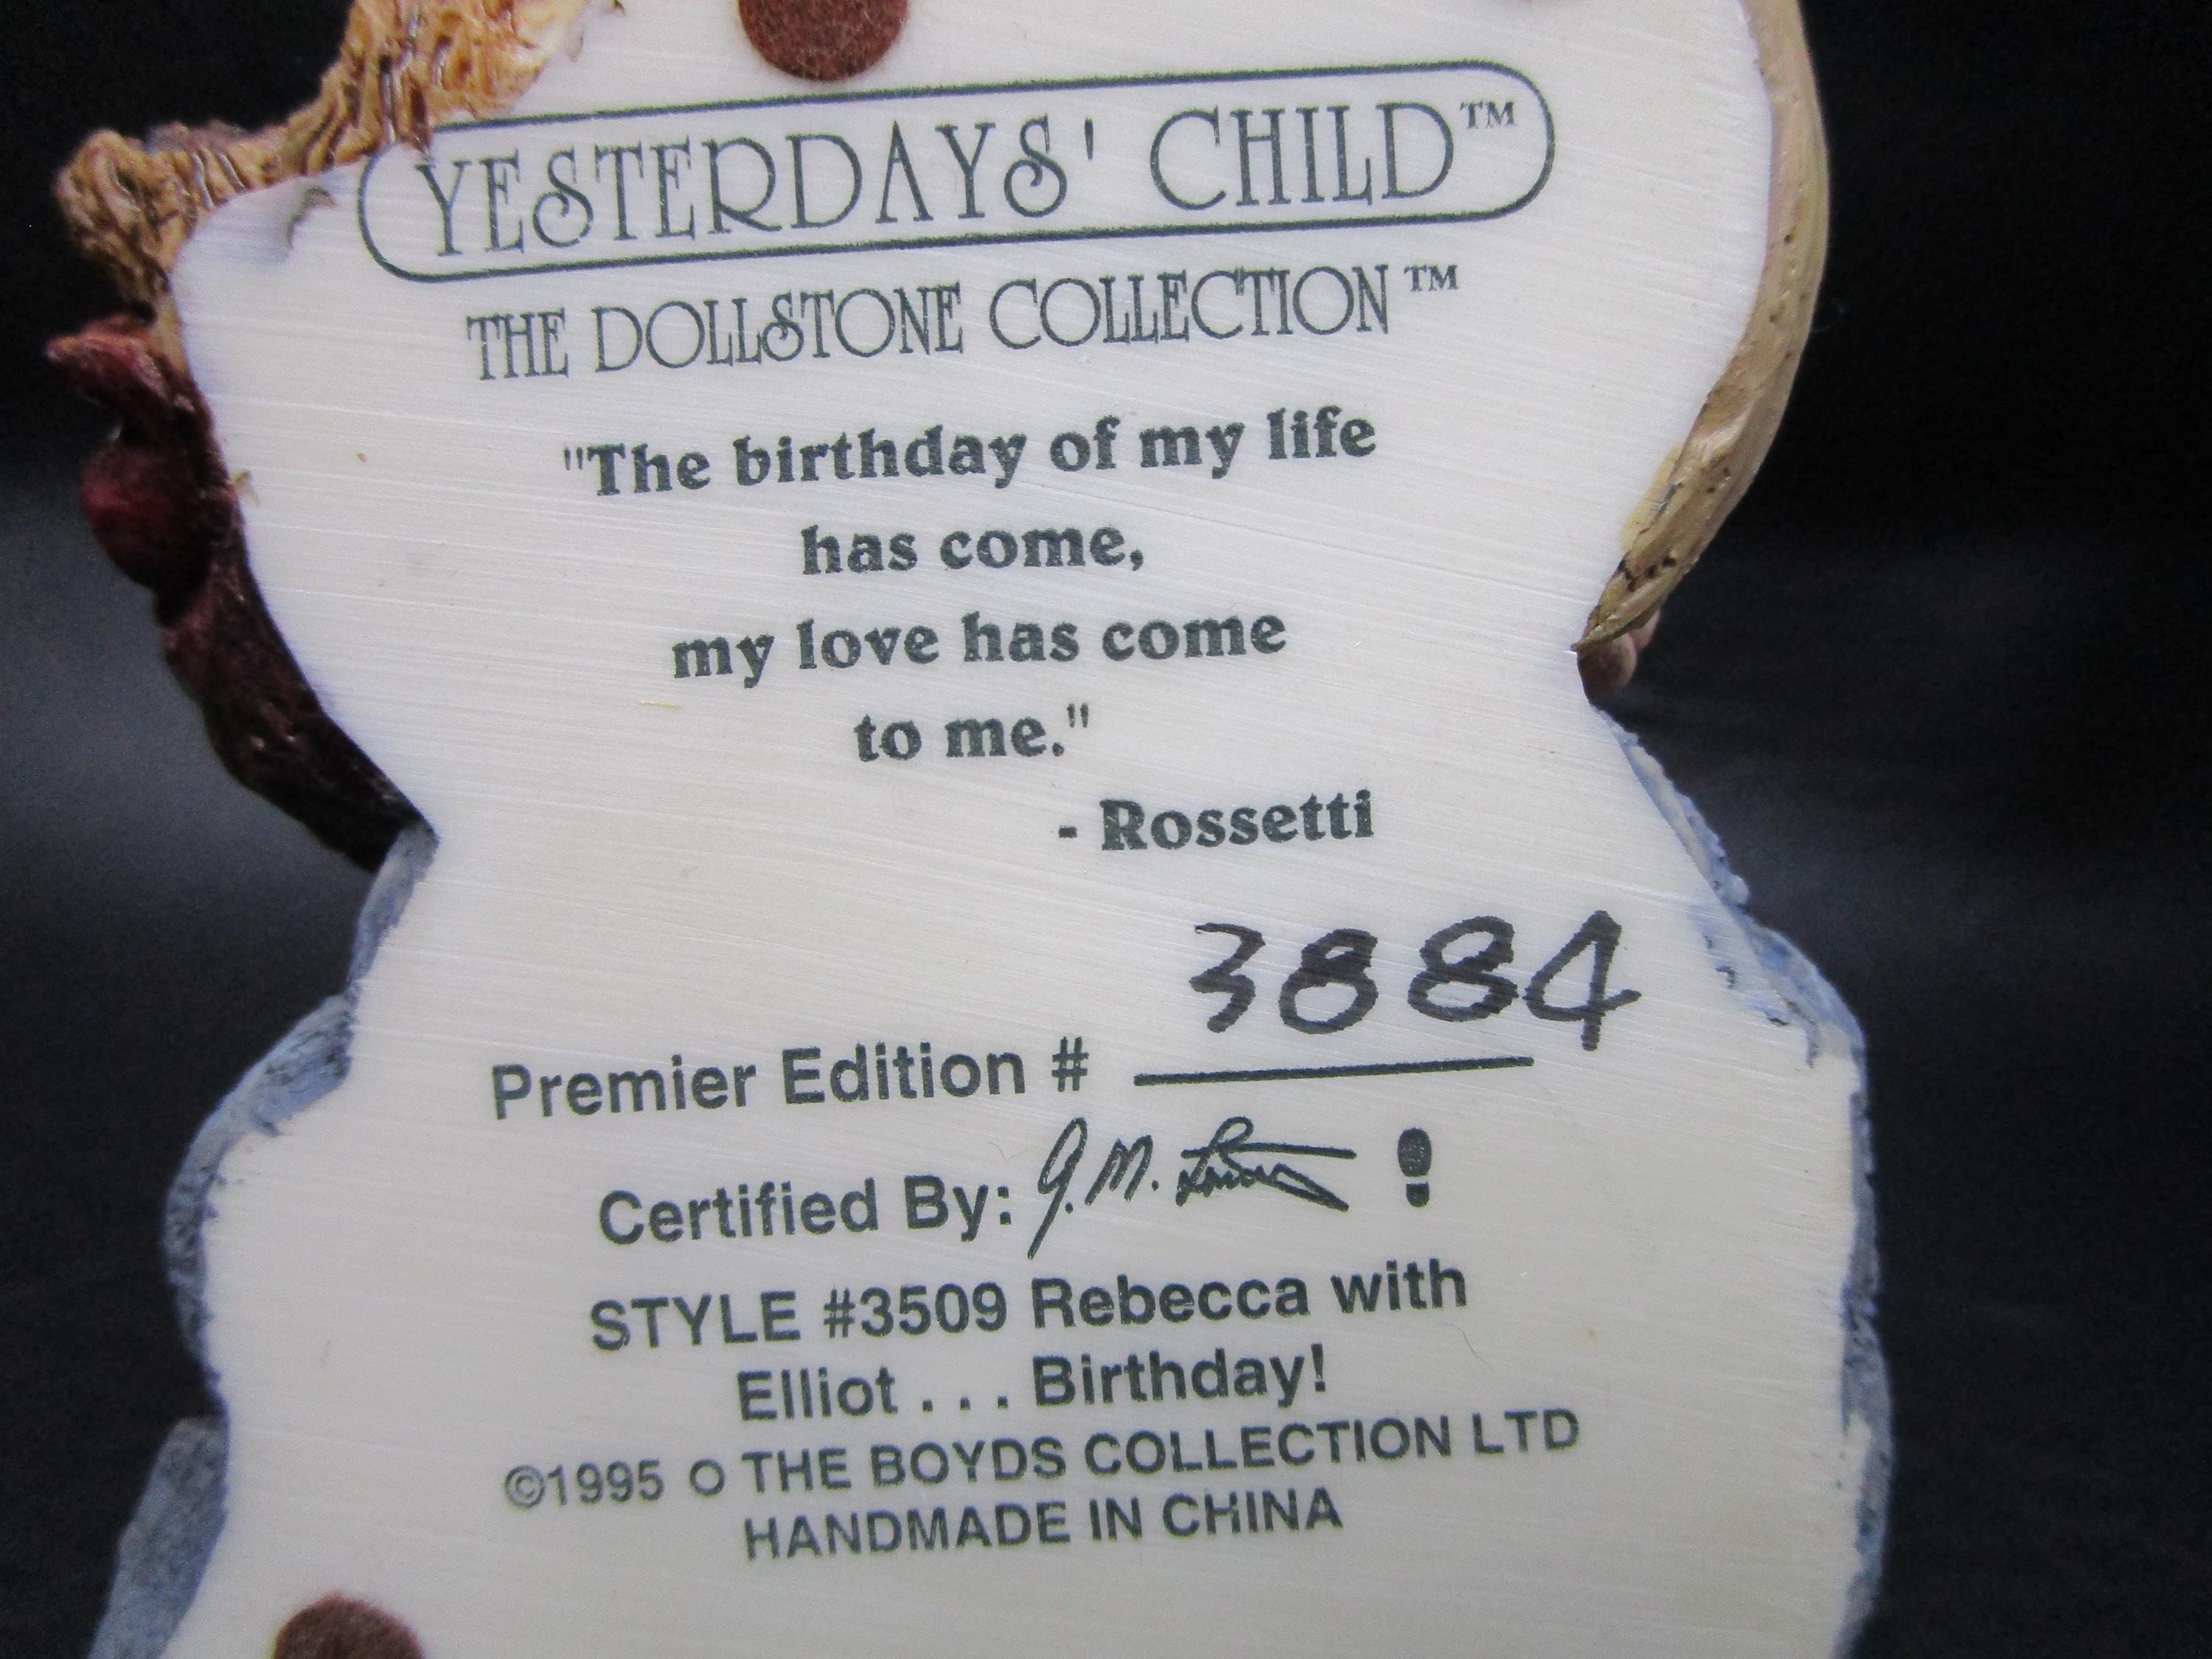 YESTERDAYS' CHILD™
THE DOLLSTONE COLLECTION™
"The birthday of my life
has come,
my love has come
to me."
- Rossetti
3884
Premier Edition #
Certified By: G.M.
STYLE #3509 Rebecca with
Elliot . . . Birthday!
©1995 O THE BOYDS COLLECTION LTD
HANDMADE IN CHINA